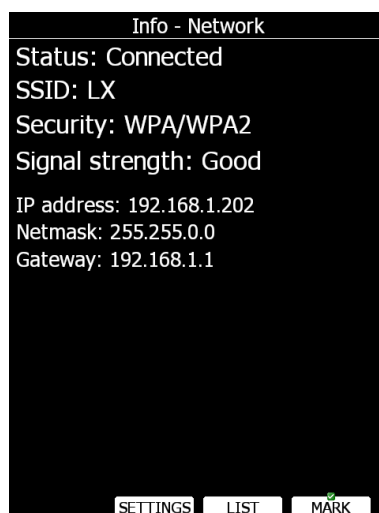 Info - Network
Status: Connected
SSID: LX
Security: WPA/WPA2
Signal strength: Good
IP address: 192.168.1.202
Netmask: 255.255.0.0
Gateway: 192.168.1.1
SETTINGS LIST MARK